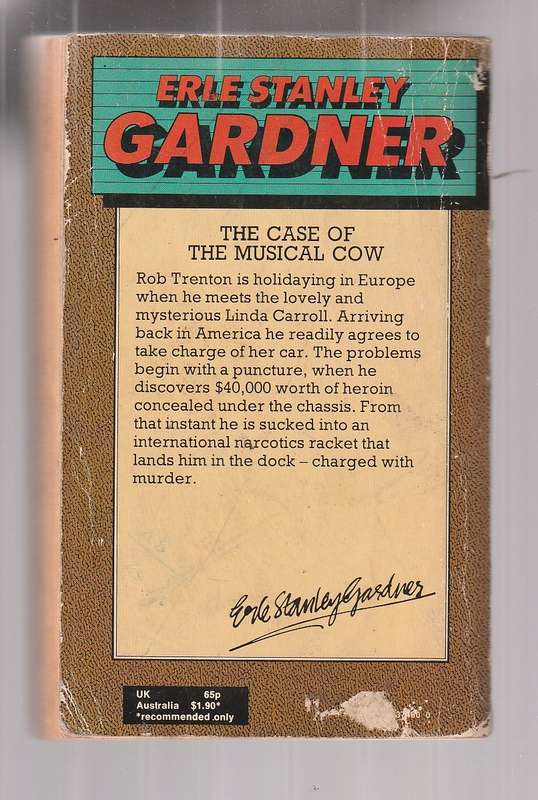 ERLE STANLEY
GARDNER
THE CASE OF
THE MUSICAL COW
Rob Trenton is holidaying in Europe
when he meets the lovely and
mysterious Linda Carroll. Arriving
back in America he readily agrees to
take charge of her car. The problems
begin with a puncture, when he
discovers $40,000 worth of heroin
concealed under the chassis. From
that instant he is sucked into an
international narcotics racket that
lands him in the dock – charged with
murder.
Erle Stanley Gardner
UK 65p
Australia $1.90*
*recommended only